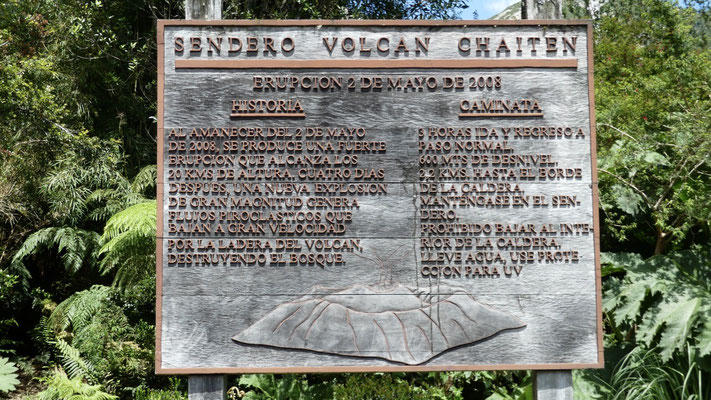 SENDERO VOLCAN CHAITEN
ERUPCION 2 DE MAYO DE 2008
HISTORIA
AL AMANECER DEL 2 DE MAYO
DE 2008, SE PRODUCE UNA FUERTE
ERUPCION QUE ALCANZA LOS
20 KMS DE ALTURA. CUATRO DIAS
DESPUES, UNA NUEVA EXPLOSION
DE GRAN MAGNITUD GENERA
FLUJOS PIROCLASTICOS QUE
BAJAN A GRAN VELOCIDAD
POR LA LADERA DEL VOLCAN,
DESTRUYENDO EL BOSQUE.
CAMINATA
HORAS IDA Y REGRESO A
PASO NORMAL.
600 MTS DE DESNIVEL.
2,2 KMS. HASTA EL BORDE
DE LA CALDERA.
MANTENGASE EN EL SEN-
DERO.
PROHIBIDO BAJAR AL INTE-
RIOR DE LA CALDERA.
LLEVE AGUA, USE PROTE-
CCION PARA UV